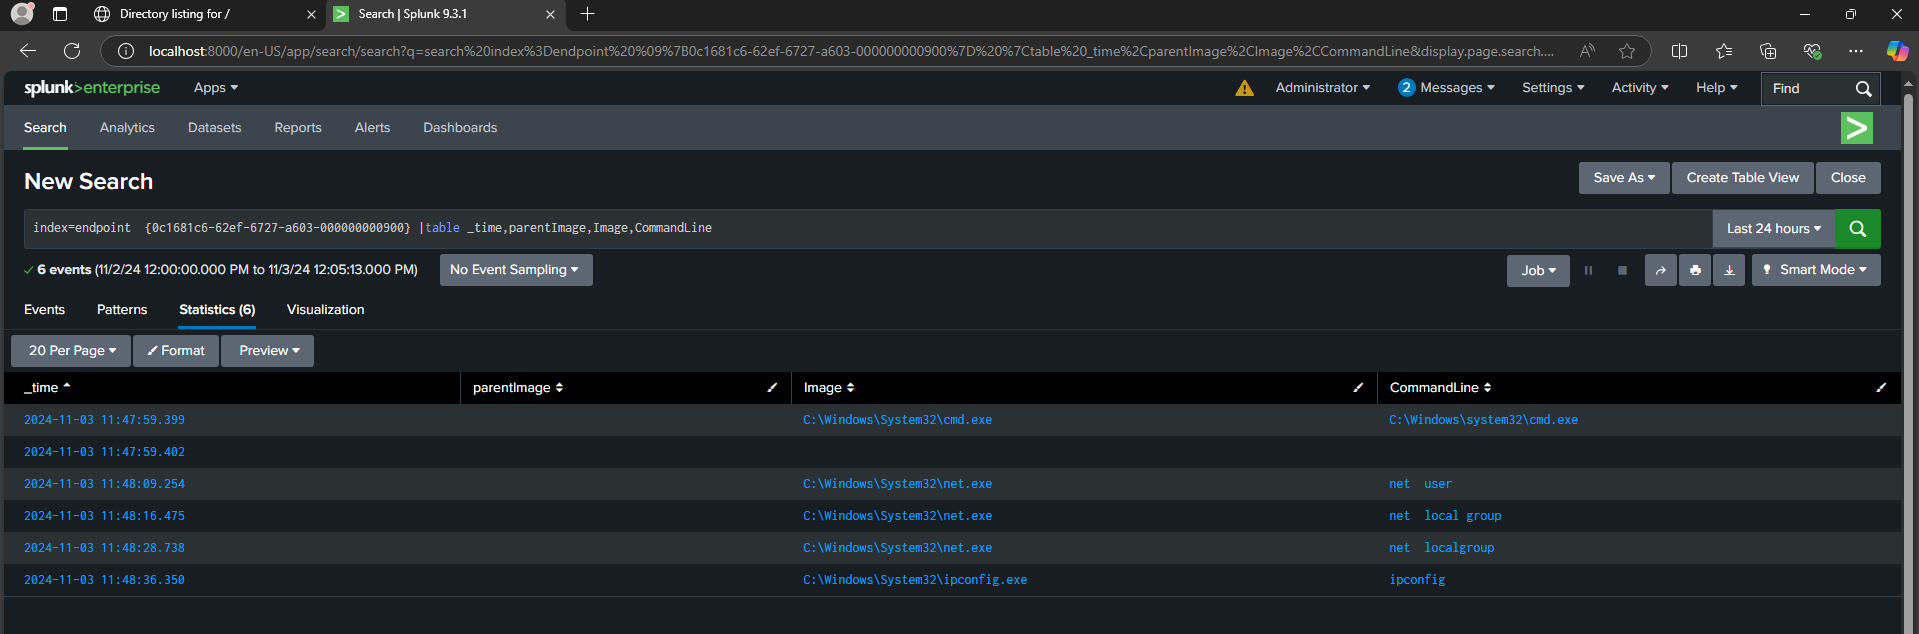 Directory listing for /
Search | Splunk 9.3.1
localhost:8000/en-US/app/search/search?q=search%20index%3Dendpoint%20%09%7B0c1681c6-62ef-6727-a603-000000000900%7D%20%7Ctable%20_time%2CparentImage%2CImage%2CCommandLine&display.page.search....
splunk>enterprise Apps Administrator 2 Messages Settings Activity Help Find
Search Analytics Datasets Reports Alerts Dashboards
New Search Save As Create Table View Close
index=endpoint {0c1681c6-62ef-6727-a603-000000000900} |table _time,parentImage,Image,CommandLine Last 24 hours
6 events (11/2/24 12:00:00.000 PM to 11/3/24 12:05:13.000 PM) No Event Sampling Job Smart Mode
Events Patterns Statistics (6) Visualization
20 Per Page Format Preview
_time parentImage Image CommandLine
2024-11-03 11:47:59.399 C:\Windows\System32\cmd.exe C:\Windows\system32\cmd.exe
2024-11-03 11:47:59.402
2024-11-03 11:48:09.254 C:\Windows\System32\net.exe net user
2024-11-03 11:48:16.475 C:\Windows\System32\net.exe net local group
2024-11-03 11:48:28.738 C:\Windows\System32\net.exe net localgroup
2024-11-03 11:48:36.350 C:\Windows\System32\ipconfig.exe ipconfig